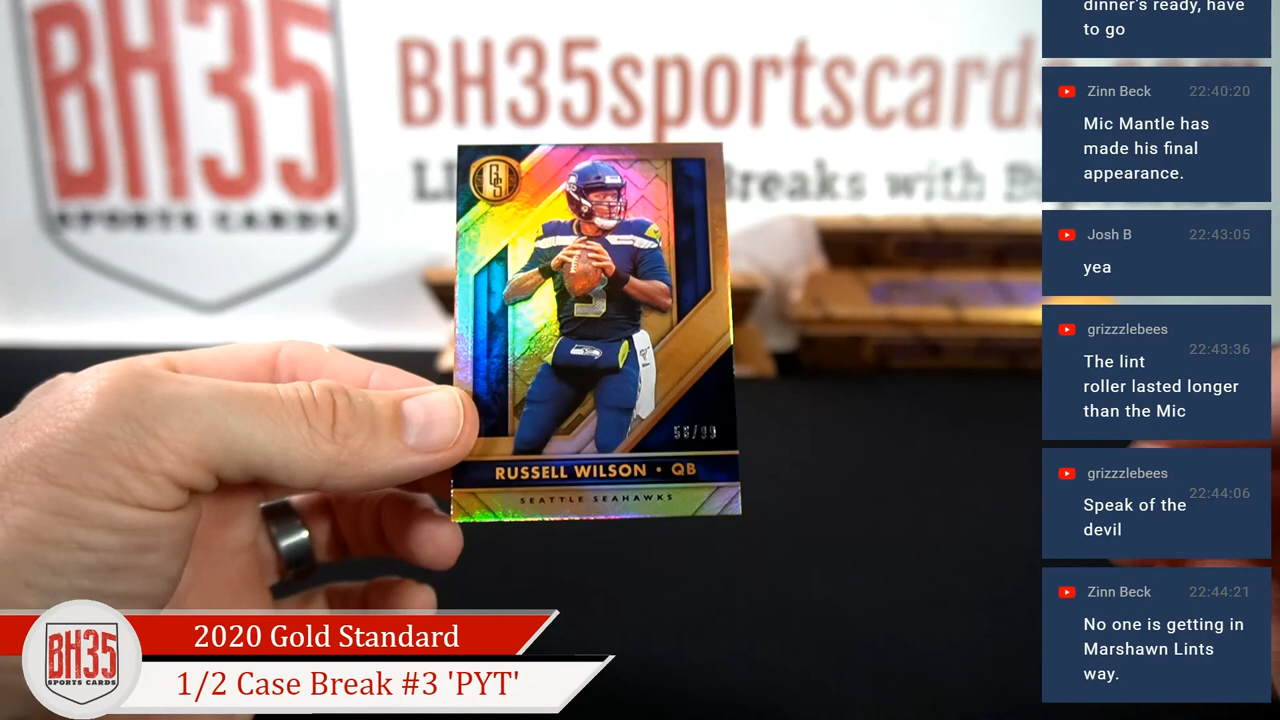 BH35
SPORTS CARDS
BH35sportscards
Breaks with
GS
3
56/99
RUSSELL WILSON • QB
SEATTLE SEAHAWKS
2020 Gold Standard
1/2 Case Break #3 'PYT'
BH35
SPORTS CARDS
dinner's ready, have
to go
Zinn Beck 22:40:20
Mic Mantle has
made his final
appearance.
Josh B 22:43:05
yea
grizzzlebees
22:43:36
The lint
roller lasted longer
than the Mic
grizzzlebees
22:44:06
Speak of the
devil
Zinn Beck 22:44:21
No one is getting in
Marshawn Lints
way.